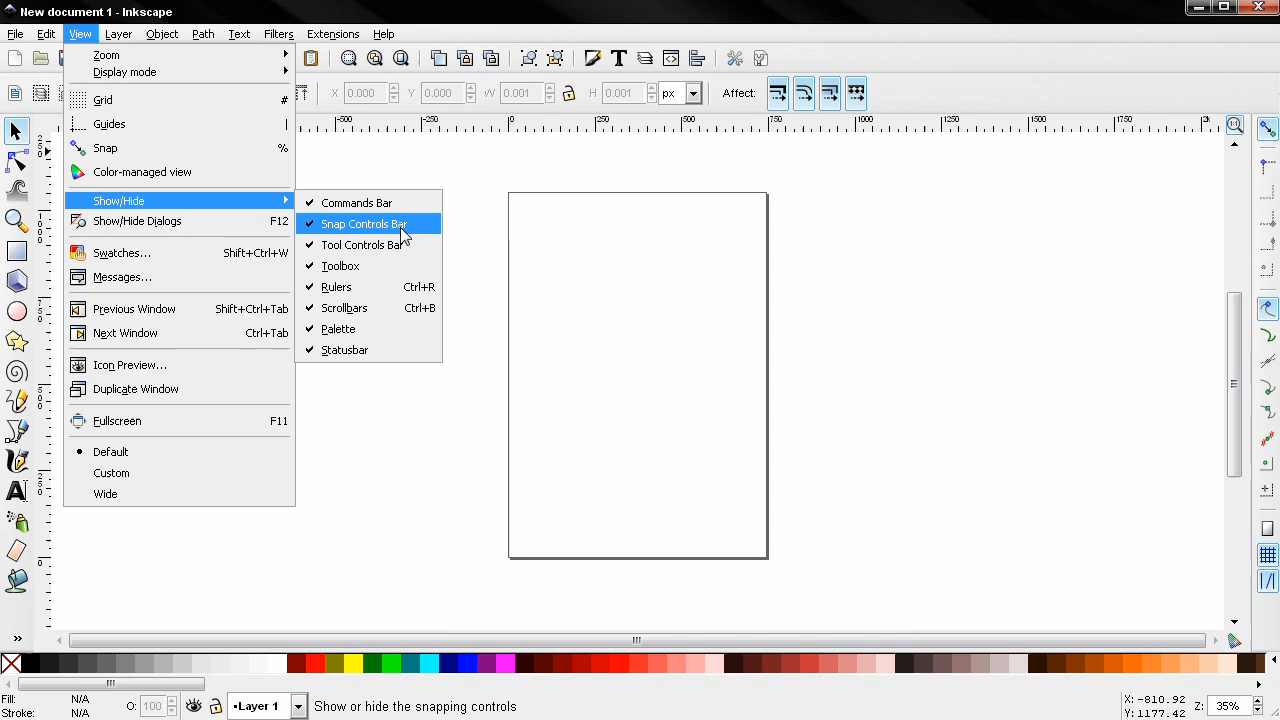 New document 1 - Inkscape
File Edit View Layer Object Path Text Filters Extensions Help
X 0.000 Y 0.000 W 0.001 H 0.001 px Affect:
-500 -250 0 250 500 750 1000 1250 1500 1750
Zoom
Display mode
Grid #
Guides |
Snap %
Color-managed view
Show/Hide
Show/Hide Dialogs F12
Swatches... Shift+Ctrl+W
Messages...
Previous Window Shift+Ctrl+Tab
Next Window Ctrl+Tab
Icon Preview...
Duplicate Window
Fullscreen F11
Default
Custom
Wide
Commands Bar
Snap Controls Bar
Tool Controls Bar
Toolbox
Rulers Ctrl+R
Scrollbars Ctrl+B
Palette
Statusbar
Fill: N/A
Stroke: N/A
O: 100
•Layer 1
Show or hide the snapping controls
X: -810.92
Y: 1197.42
Z: 35%